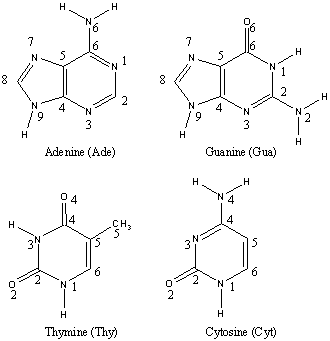 H H
N 6
6
7
N 5 N 1
8 2
4
N N
9 3
H
Adenine (Ade)
O 6
6 H
7
N 5 N
1
8 2
4 H
N N N 2
9 3
H H
Guanine (Gua)
O 4
4
H CH3
5
N 3 5
2 6
O N 1
2
H
Thymine (Thy)
H H
N 4
4
N 3 5
2 6
O N 1
2
H
Cytosine (Cyt)